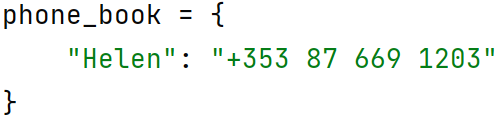 phone_book = {
    "Helen": "+353 87 669 1203"
}